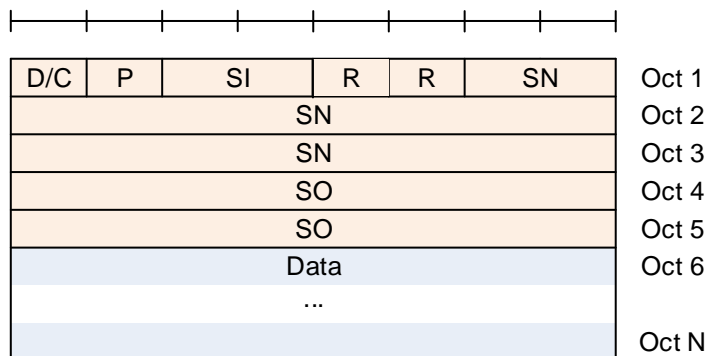 D/C P SI R R SN Oct 1
SN Oct 2
SN Oct 3
SO Oct 4
SO Oct 5
Data Oct 6
...
Oct N